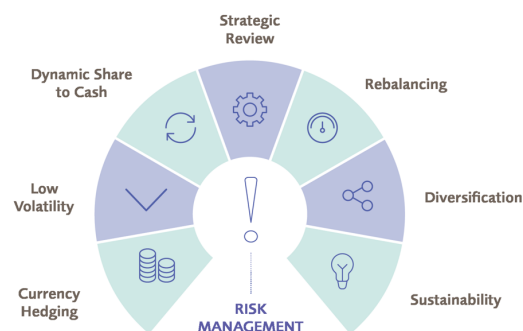 Strategic
Review
Dynamic Share
to Cash
Rebalancing
Low
Volatility
Diversification
Currency
Hedging
Sustainability
RISK
MANAGEMENT